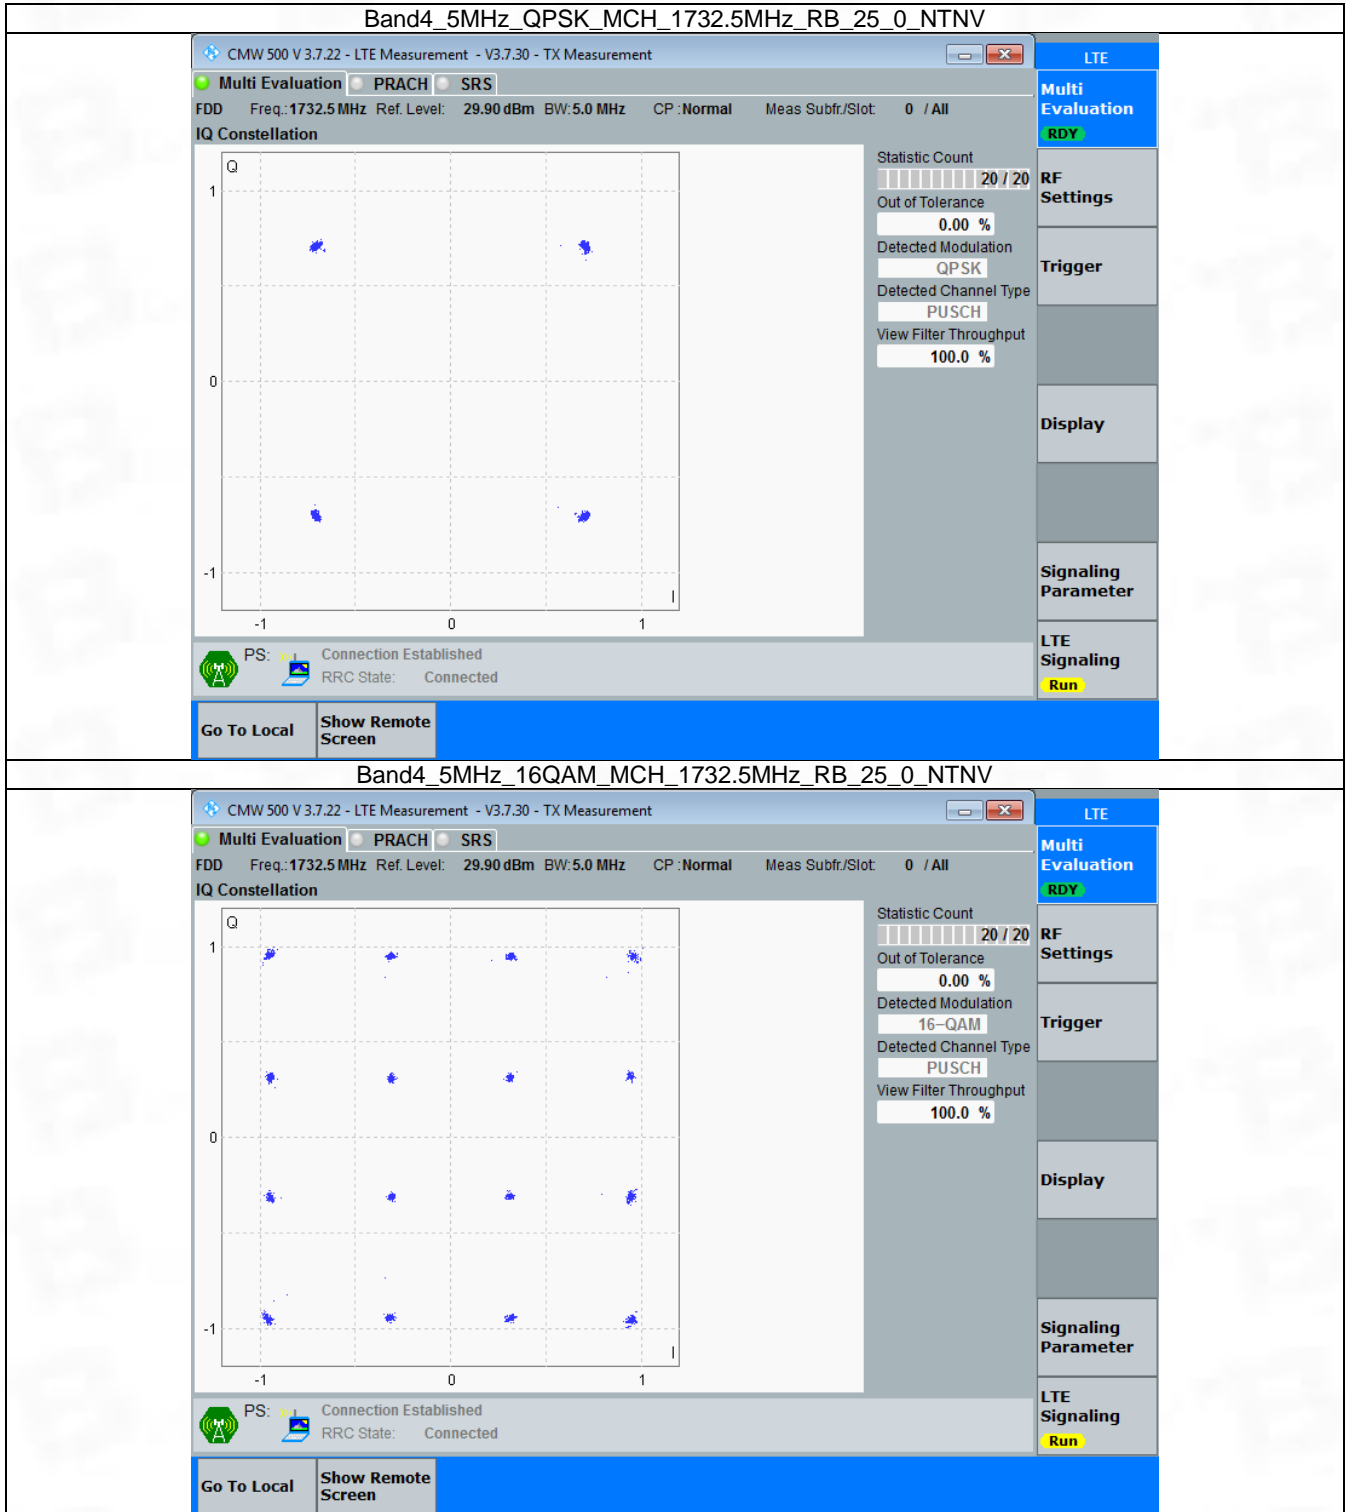 Band4_5MHz_QPSK_MCH_1732.5MHz_RB_25_0_NTNV
CMW 500 V 3.7.22 - LTE Measurement - V3.7.30 - TX Measurement
LTE
Multi Evaluation PRACH SRS
Multi
Evaluation
RDY
FDD Freq.:1732.5 MHz Ref. Level: 29.90 dBm BW:5.0 MHz CP :Normal Meas Subfr./Slot: 0 / All
IQ Constellation
Q
1
0
-1
I
-1 0 1
Statistic Count
20 / 20
Out of Tolerance
0.00 %
Detected Modulation
QPSK
Detected Channel Type
PUSCH
View Filter Throughput
100.0 %
RF
Settings
Trigger
Display
Signaling
Parameter
LTE
Signaling
Run
PS: Connection Established
RRC State: Connected
Go To Local
Show Remote
Screen
Band4_5MHz_16QAM_MCH_1732.5MHz_RB_25_0_NTNV
CMW 500 V 3.7.22 - LTE Measurement - V3.7.30 - TX Measurement
LTE
Multi Evaluation PRACH SRS
Multi
Evaluation
RDY
FDD Freq.:1732.5 MHz Ref. Level: 29.90 dBm BW:5.0 MHz CP :Normal Meas Subfr./Slot: 0 / All
IQ Constellation
Q
1
0
-1
I
-1 0 1
Statistic Count
20 / 20
Out of Tolerance
0.00 %
Detected Modulation
16-QAM
Detected Channel Type
PUSCH
View Filter Throughput
100.0 %
RF
Settings
Trigger
Display
Signaling
Parameter
LTE
Signaling
Run
PS: Connection Established
RRC State: Connected
Go To Local
Show Remote
Screen